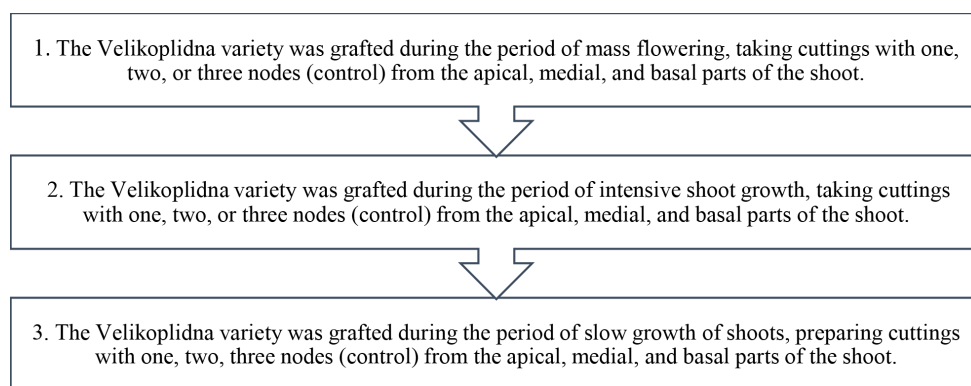 1. The Velikoplidna variety was grafted during the period of mass flowering, taking cuttings with one,
two, or three nodes (control) from the apical, medial, and basal parts of the shoot.
2. The Velikoplidna variety was grafted during the period of intensive shoot growth, taking cuttings
with one, two, or three nodes (control) from the apical, medial, and basal parts of the shoot.
3. The Velikoplidna variety was grafted during the period of slow growth of shoots, preparing cuttings
with one, two, three nodes (control) from the apical, medial, and basal parts of the shoot.